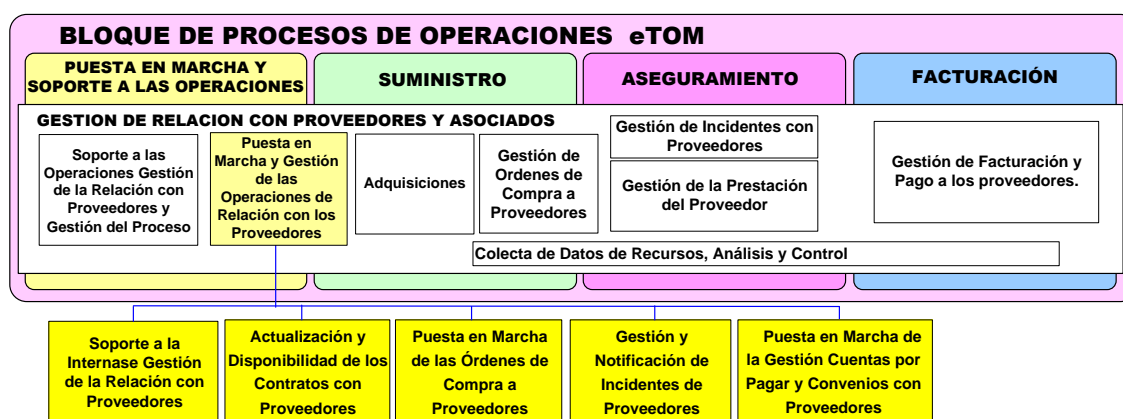 BLOQUE DE PROCESOS DE OPERACIONES eTOM
PUESTA EN MARCHA Y
SOPORTE A LAS OPERACIONES
SUMINISTRO
ASEGURAMIENTO
FACTURACIÓN
GESTION DE RELACION CON PROVEEDORES Y ASOCIADOS
Soporte a las
Operaciones Gestión
de la Relación con
Proveedores y
Gestión del Proceso
Puesta en
Marcha y Gestión
de las
Operaciones de
Relación con los
Proveedores
Adquisiciones
Gestión de
Ordenes de
Compra a
Proveedores
Gestión de Incidentes con
Proveedores
Gestión de la Prestación
del Proveedor
Gestión de Facturación y
Pago a los proveedores.
Colecta de Datos de Recursos, Análisis y Control
Soporte a la
Internase Gestión
de la Relación con
Proveedores
Actualización y
Disponibilidad de los
Contratos con
Proveedores
Puesta en Marcha
de las Órdenes de
Compra a
Proveedores
Gestión y
Notificación de
Incidentes de
Proveedores
Puesta en Marcha de
la Gestión Cuentas por
Pagar y Convenios con
Proveedores